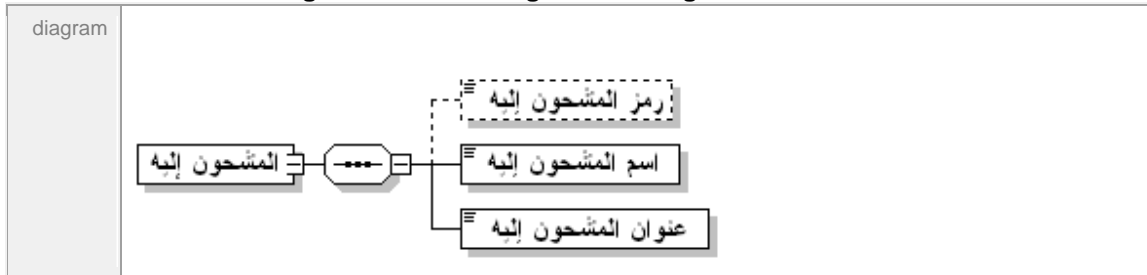 diagram
رمز المشحون إليه
المشحون إليه
اسم المشحون إليه
عنوان المشحون إليه